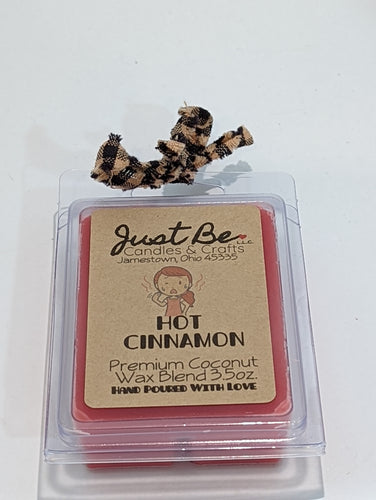 Just Be LLC
Candles & Crafts
Jamestown, Ohio 45335
HOT
CINNAMON
Premium Coconut
Wax Blend 3.5oz.
HAND POURED WITH LOVE